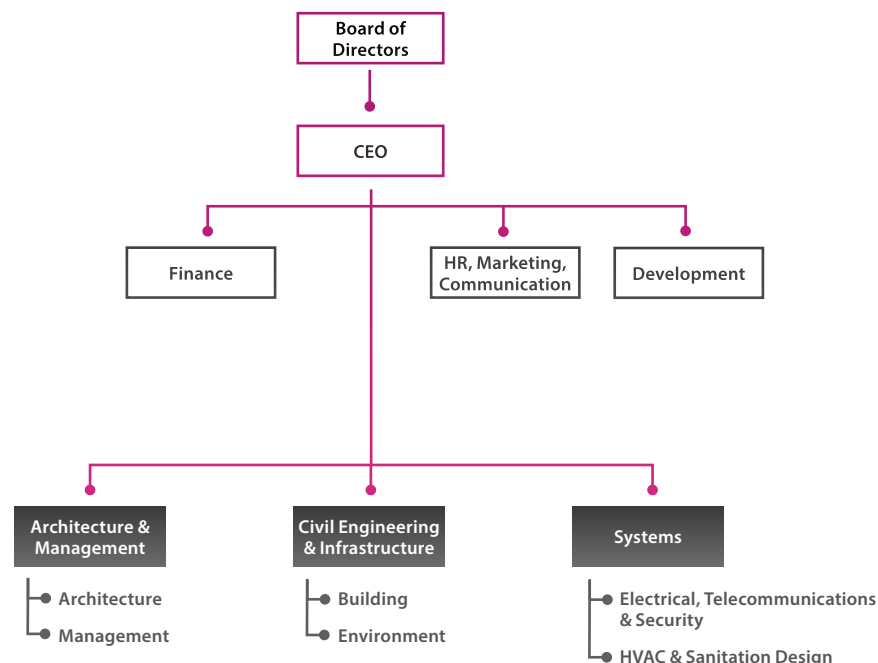 Board of
Directors
CEO
Finance
HR, Marketing,
Communication
Development
Architecture &
Management
Civil Engineering
& Infrastructure
Systems
Architecture
Management
Building
Environment
Electrical, Telecommunications
& Security
HVAC & Sanitation Design